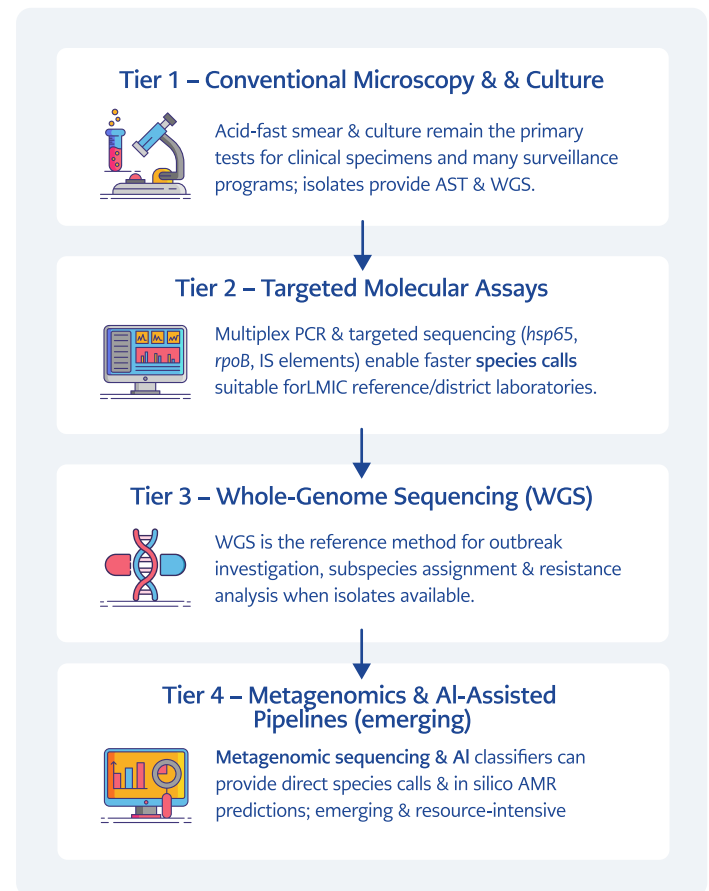 Tier 1 – Conventional Microscopy & & Culture
Acid-fast smear & culture remain the primary
tests for clinical specimens and many surveillance
programs; isolates provide AST & WGS.
Tier 2 – Targeted Molecular Assays
Multiplex PCR & targeted sequencing (hsp65,
rpoB, IS elements) enable faster species calls
suitable forLMIC reference/district laboratories.
Tier 3 – Whole-Genome Sequencing (WGS)
WGS is the reference method for outbreak
investigation, subspecies assignment & resistance
analysis when isolates available.
Tier 4 – Metagenomics & AI-Assisted
Pipelines (emerging)
Metagenomic sequencing & AI classifiers can
provide direct species calls & in silico AMR
predictions; emerging & resource-intensive